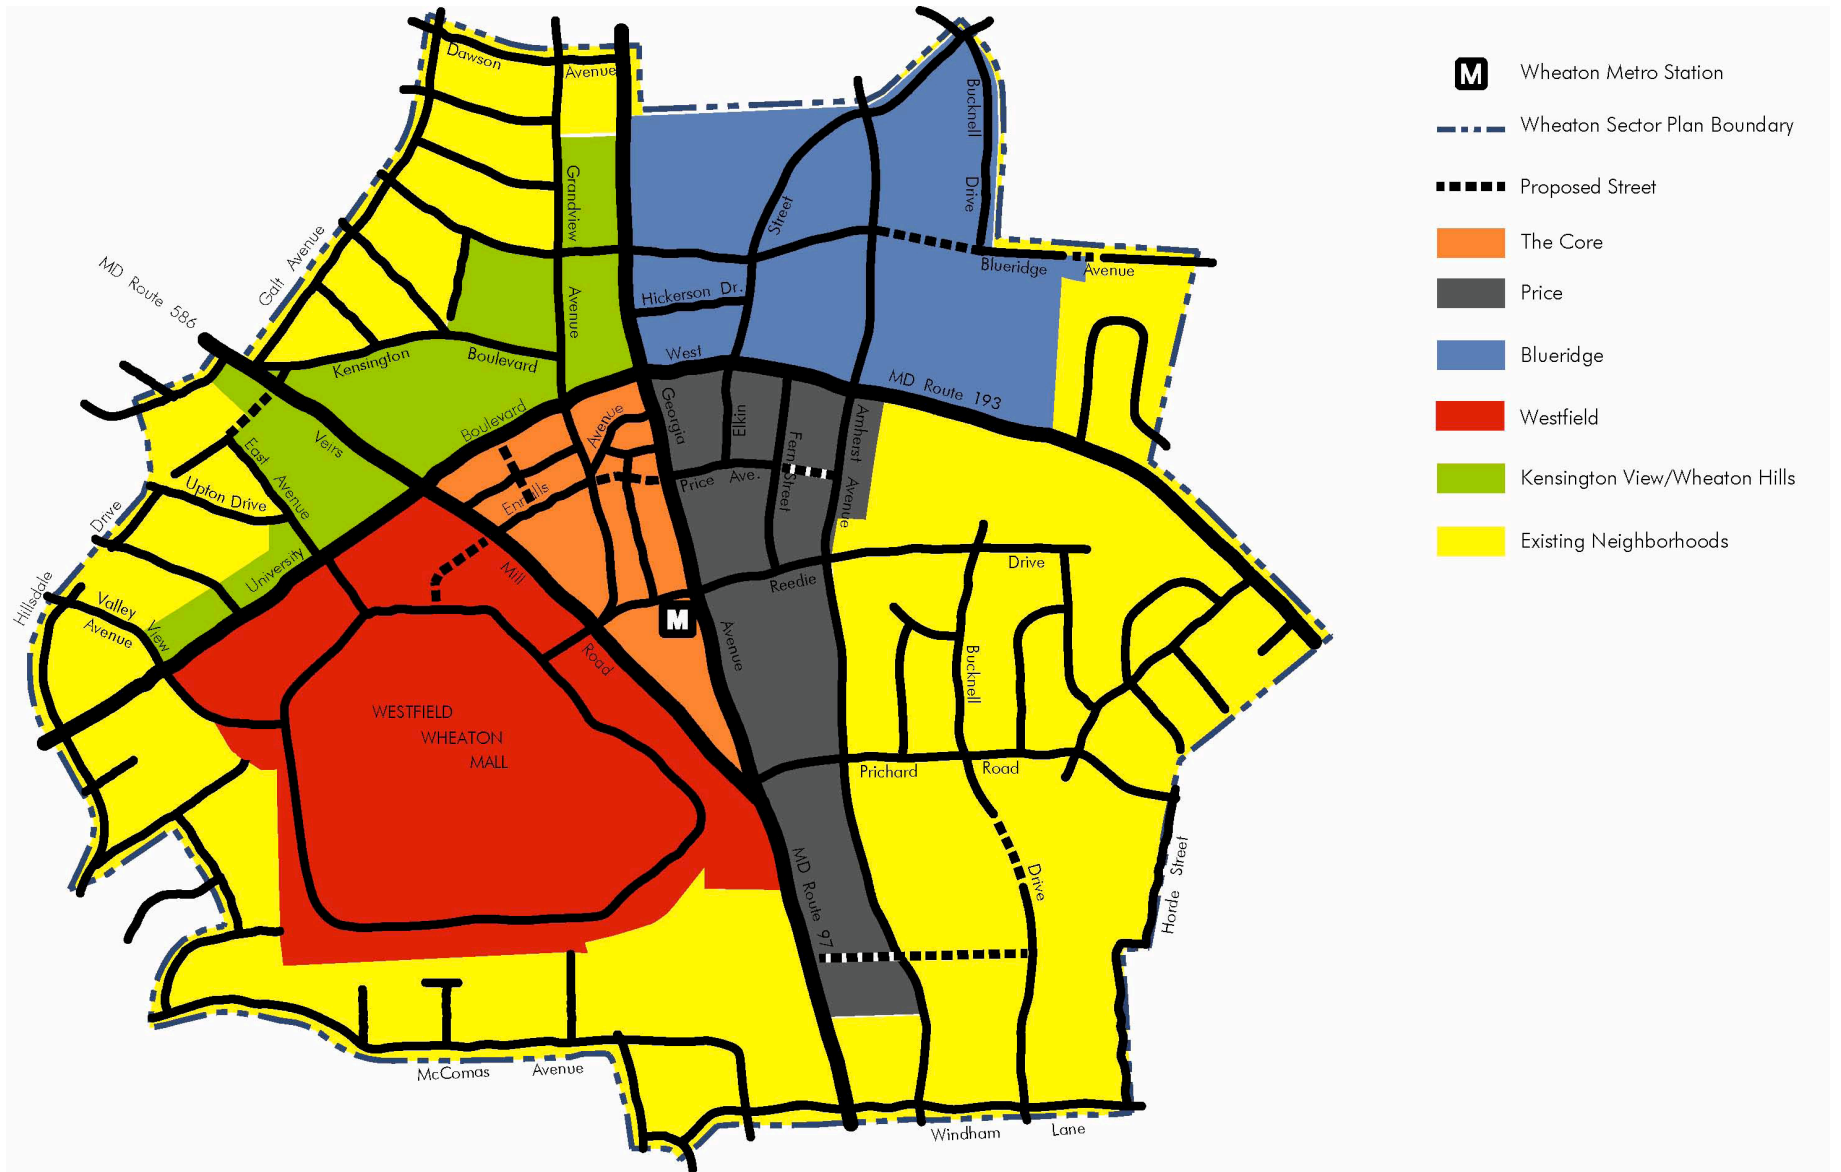 Dawson
Avenue
Bucknell
Drive
Grandview
Avenue
Street
Galt Avenue
MD Route 586
Blueridge
Avenue
Hickerson Dr.
West
Kensington
Boulevard
MD Route 193
Boulevard
Avenue
Georgia
Elkin
Fern Street
Amherst
Avenue
Veirs
East
Avenue
Ennalls
Price Ave.
Upton Drive
Drive
Hillsdale
University
Mill
Reedie
Drive
Valley
View
Avenue
M
Road
Avenue
Bucknell
WESTFIELD
WHEATON
MALL
Prichard
Road
MD Route 97
Drive
Horde Street
McComas
Avenue
Windham
Lane
M
Wheaton Metro Station
Wheaton Sector Plan Boundary
Proposed Street
The Core
Price
Blueridge
Westfield
Kensington View/Wheaton Hills
Existing Neighborhoods